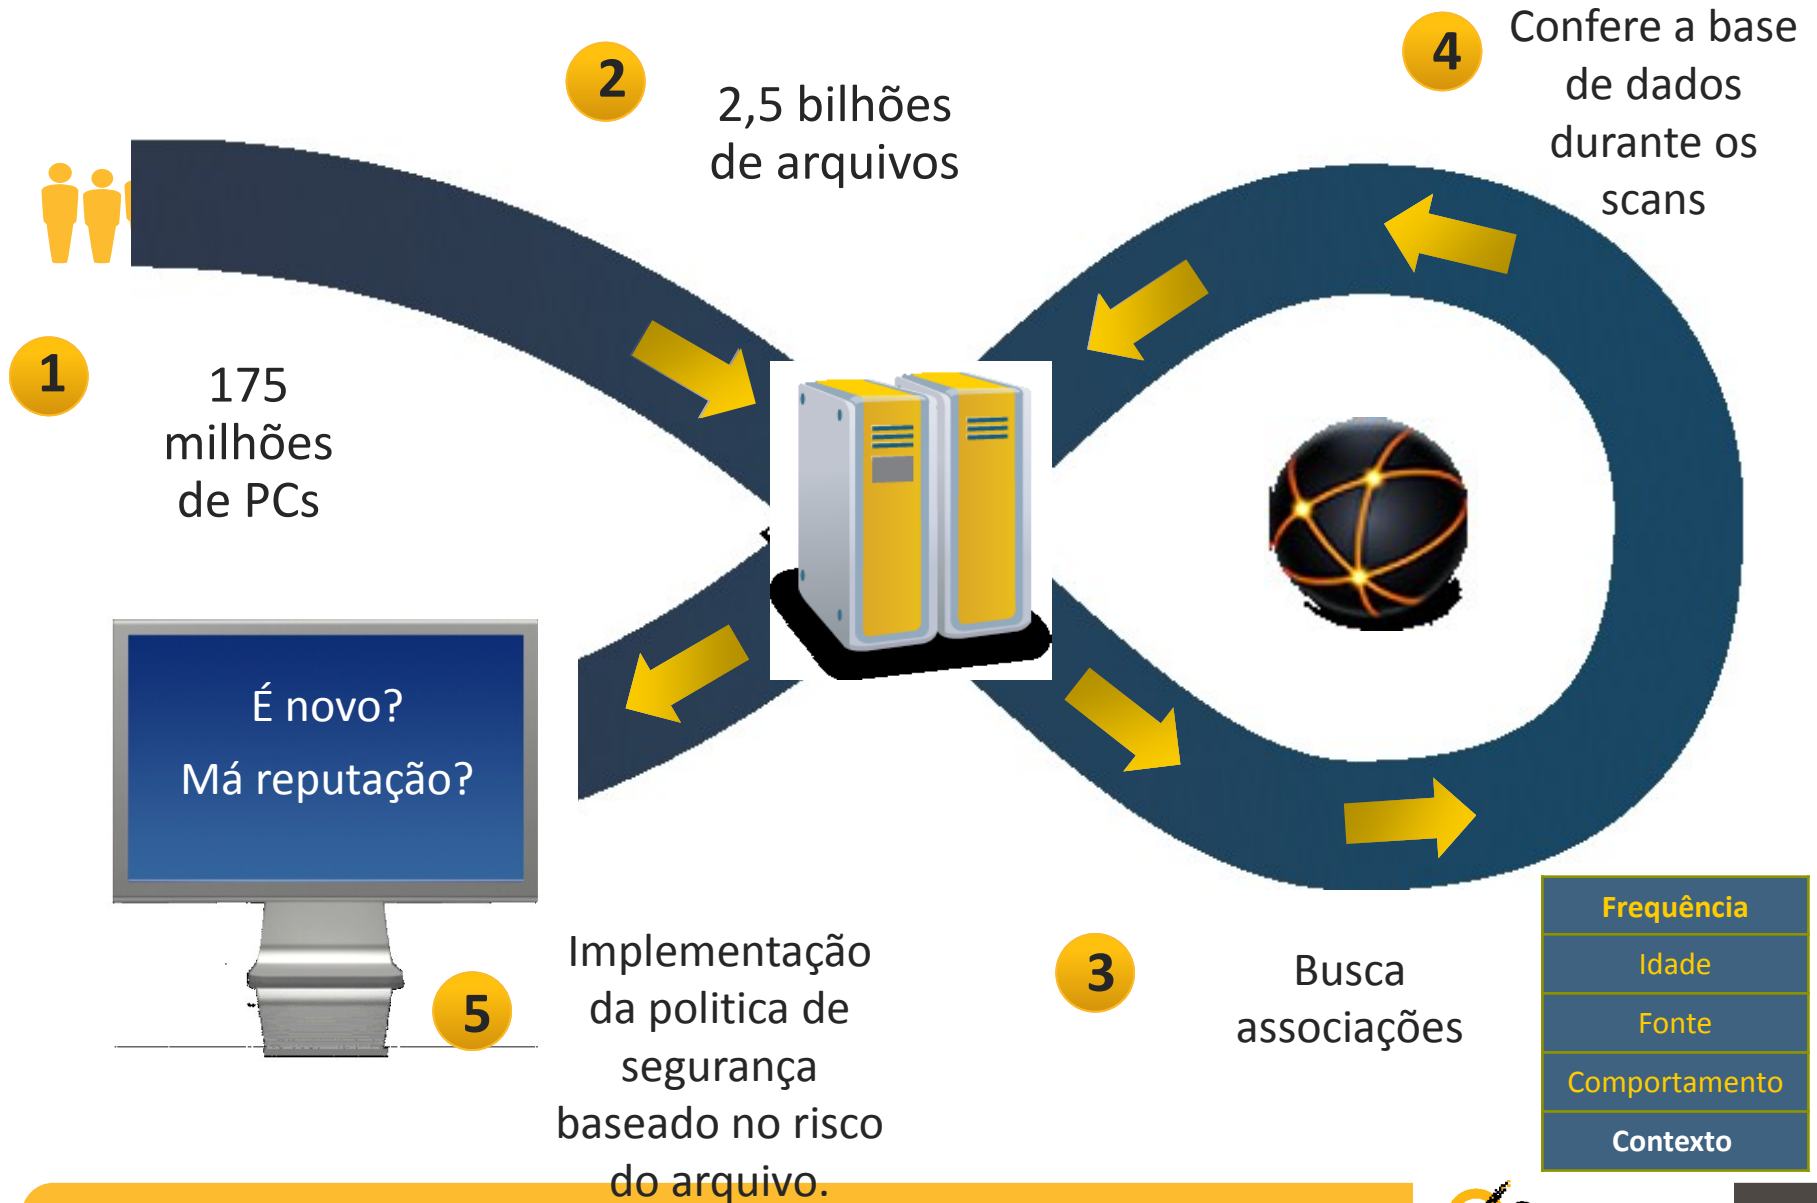 1
175
milhões
de PCs
2
2,5 bilhões
de arquivos
3
Busca
associações
Frequência
Idade
Fonte
Comportamento
Contexto
4
Confere a base
de dados
durante os
scans
5
Implementação
da politica de
segurança
baseado no risco
do arquivo.
É novo?
Má reputação?